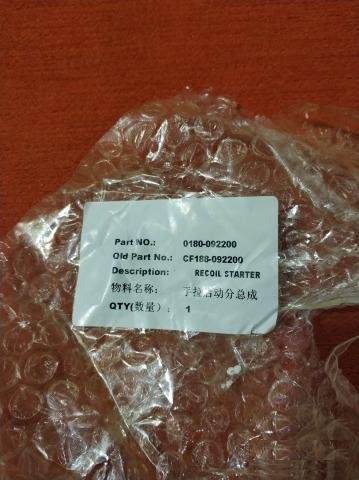 Part NO.: 0180-092200
Old Part No.: CF188-092200
Description: RECOIL STARTER
物料名称: 手拉启动分总成
QTY(数量): 1